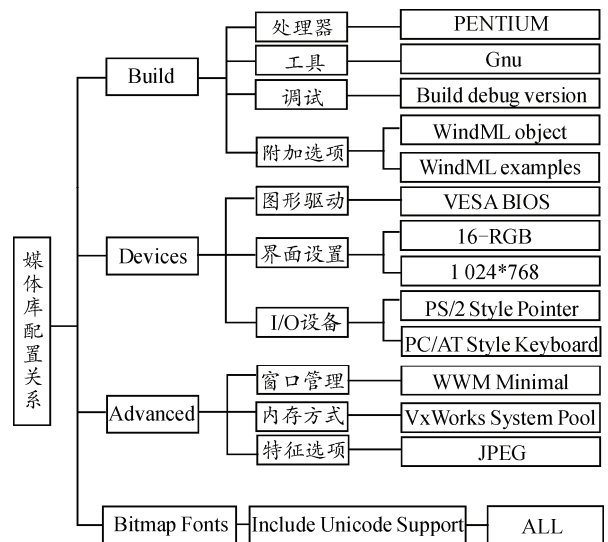 媒体库配置关系
Build
处理器
PENTIUM
工具
Gnu
调试
Build debug version
附加选项
WindML object
WindML examples
Devices
图形驱动
VESA BIOS
界面设置
16-RGB
1 024*768
I/O设备
PS/2 Style Pointer
PC/AT Style Keyboard
Advanced
窗口管理
WWM Minimal
内存方式
VxWorks System Pool
特征选项
JPEG
Bitmap Fonts
Include Unicode Support
ALL